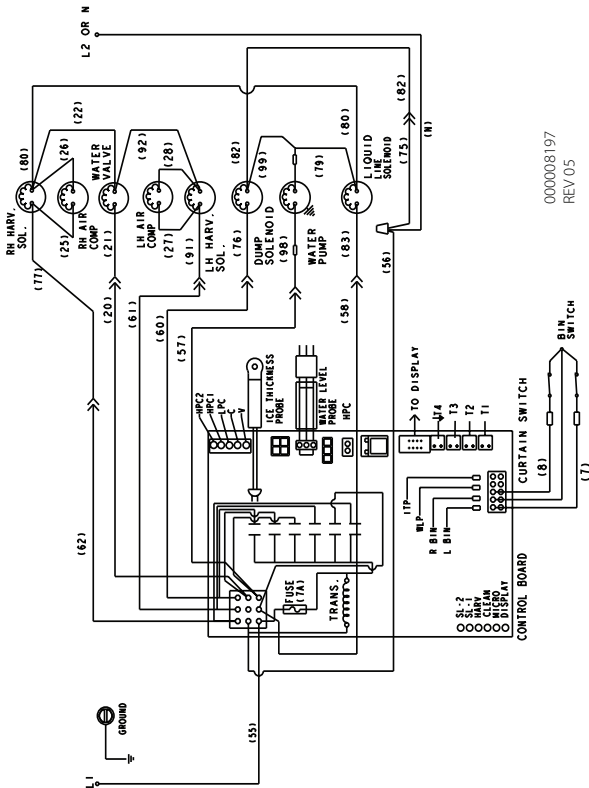 L2 OR N
(80)
(26)
(22)
(92)
(28)
(82)
(99)
(79)
(80)
(82)
(75)
(N)
WATER
VALVE
LIQUID
LINE
SOLENOID
RH HARV.
SOL.
(25)
RH AIR
COMP
(21)
LH AIR
COMP
(27)
(91)
LH HARV.
SOL.
(76)
DUMP
SOLENOID
(98)
WATER
PUMP
(83)
(56)
(77)
(20)
(61)
(60)
(57)
(58)
000008197
REV 05
(62)
HPC2
HPC1
LPC
C
V
ICE THICKNESS
PROBE
WATER LEVEL
PROBE
HPC
TO DISPLAY
T4
T3
T2
T1
CURTAIN SWITCH
BIN
SWITCH
(8)
(7)
ITP
WLP
R BIN
L BIN
FUSE
(7A)
TRANS.
SL-2
SL-1
HARV
CLEAN
MICRO
DISPLAY
CONTROL BOARD
GROUND
(55)
L1